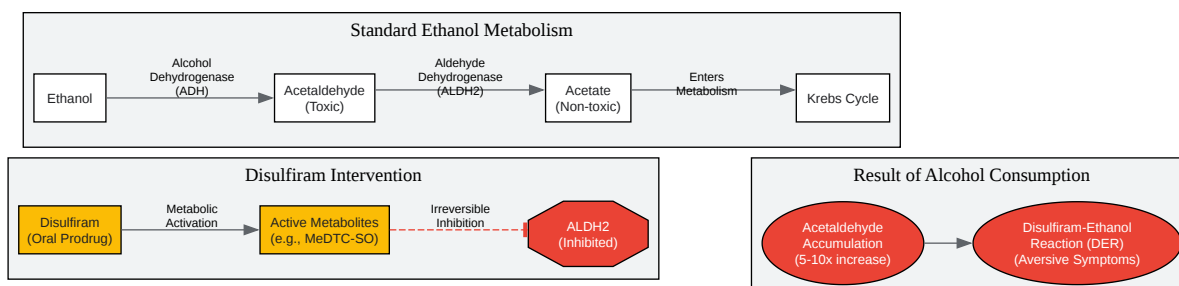 Standard Ethanol Metabolism
Ethanol
Alcohol
Dehydrogenase
(ADH)
Acetaldehyde
(Toxic)
Aldehyde
Dehydrogenase
(ALDH2)
Acetate
(Non-toxic)
Enters
Metabolism
Krebs Cycle
Disulfiram Intervention
Disulfiram
(Oral Prodrug)
Metabolic
Activation
Active Metabolites
(e.g., MeDTC-SO)
Irreversible
Inhibition
ALDH2
(Inhibited)
Result of Alcohol Consumption
Acetaldehyde
Accumulation
(5-10x increase)
Disulfiram-Ethanol
Reaction (DER)
(Aversive Symptoms)